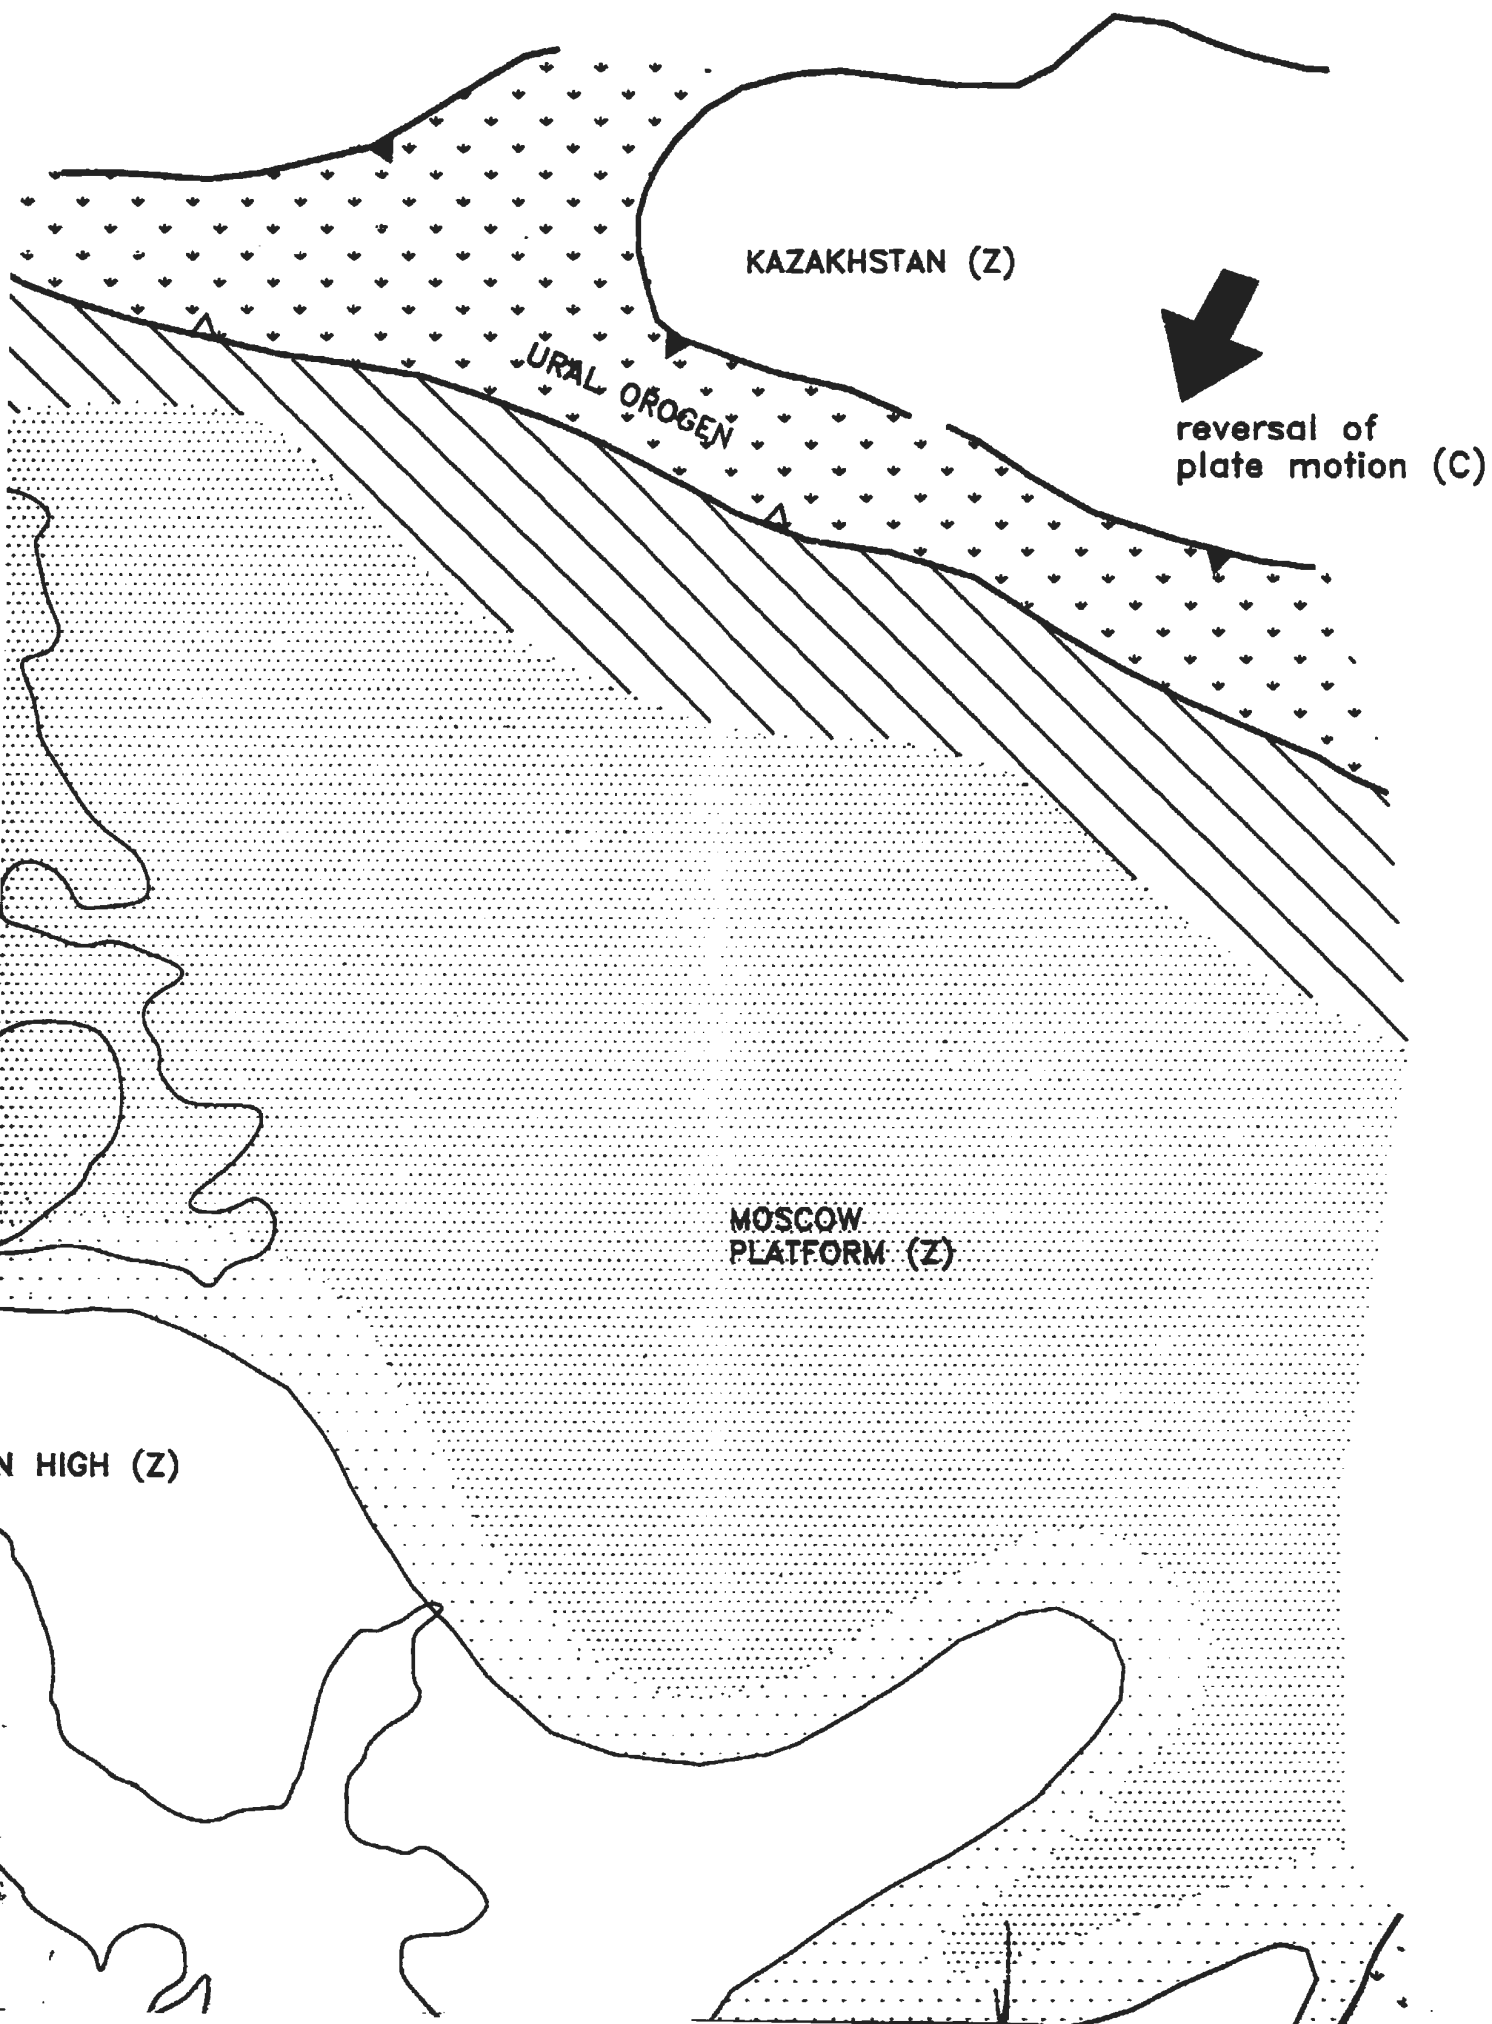 KAZAKHSTAN (Z)
URAL OROGEN
reversal of
plate motion (C)
MOSCOW
PLATFORM (Z)
N HIGH (Z)